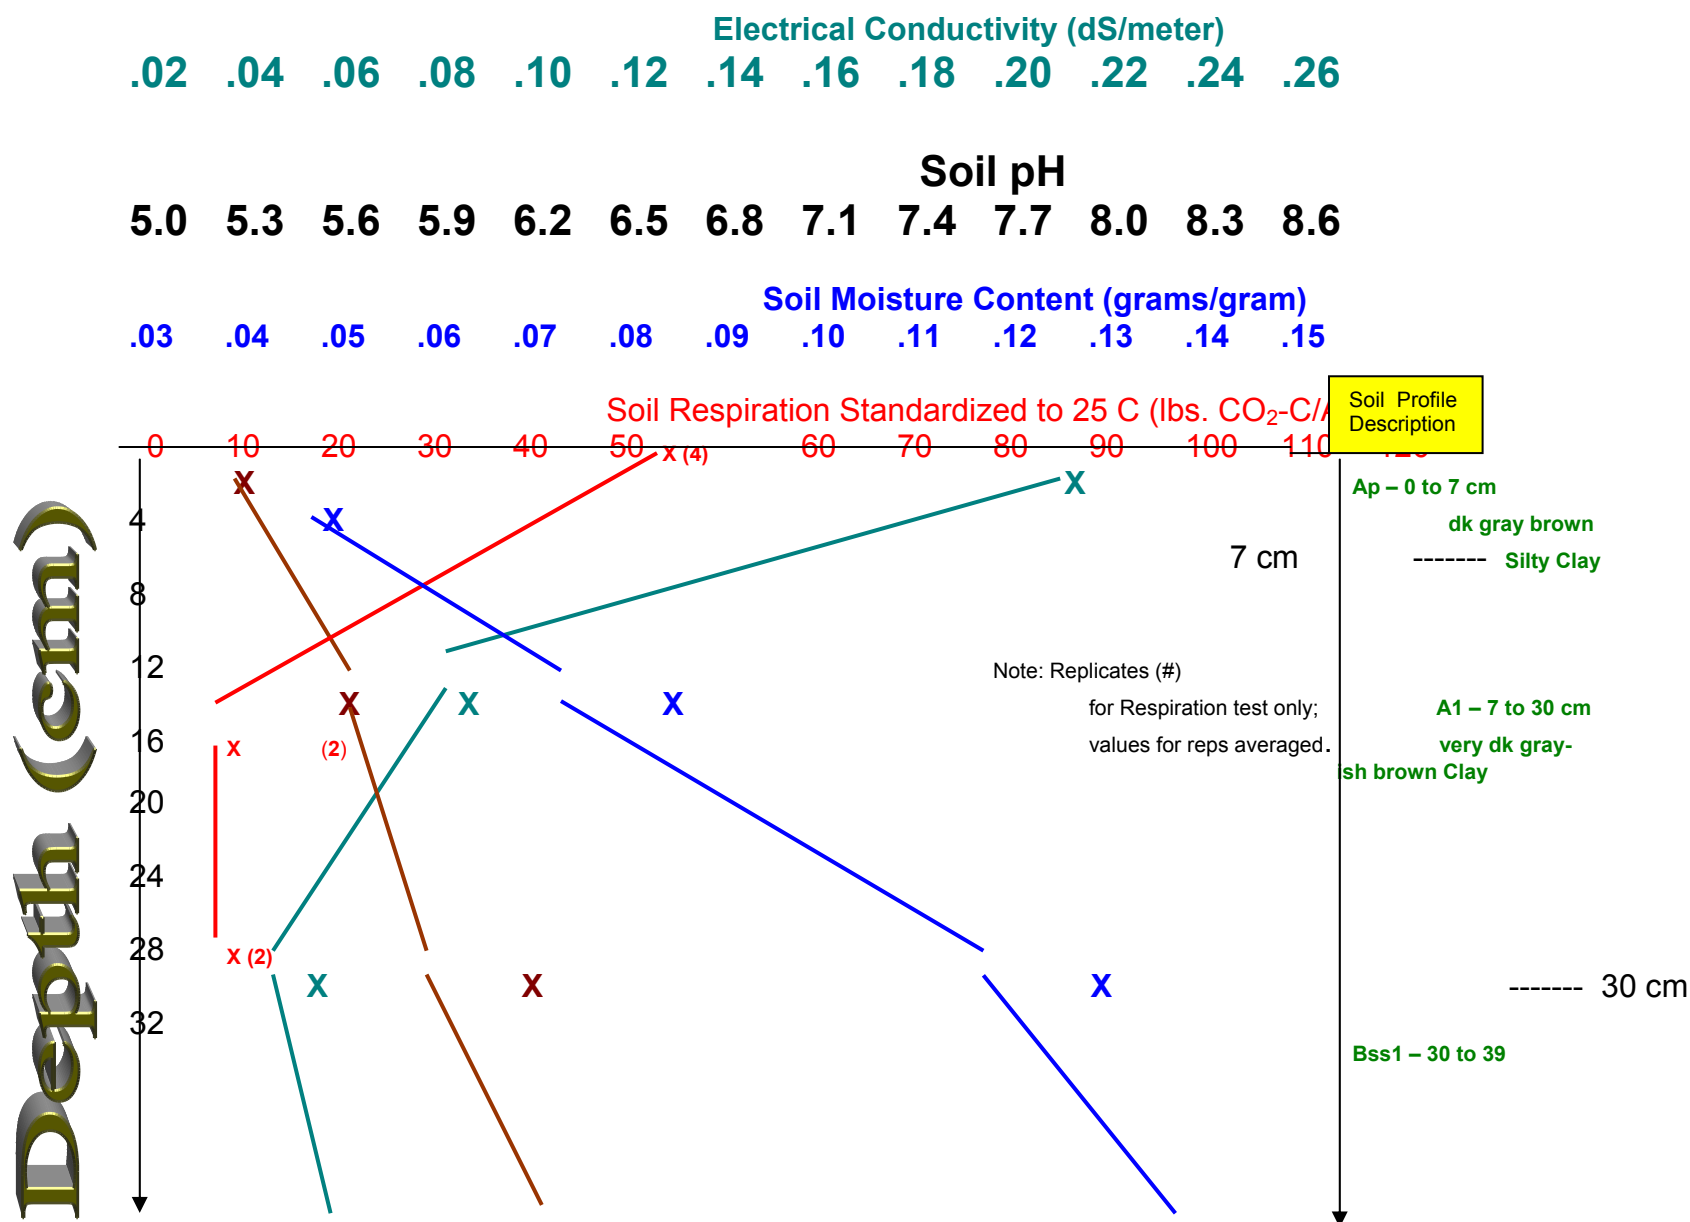 Electrical Conductivity (dS/meter)
.02 .04 .06 .08 .10 .12 .14 .16 .18 .20 .22 .24 .26
Soil pH
5.0 5.3 5.6 5.9 6.2 6.5 6.8 7.1 7.4 7.7 8.0 8.3 8.6
Soil Moisture Content (grams/gram)
.03 .04 .05 .06 .07 .08 .09 .10 .11 .12 .13 .14 .15
Soil Respiration Standardized to 25 C (lbs. CO₂-C/
Soil Profile
Description
0 10 20 30 40 50 60 70 80 90 100 110
X (4)
X X Ap – 0 to 7 cm
4 X dk gray brown
7 cm ------- Silty Clay
8
12 Note: Replicates (#)
X X X for Respiration test only; A1 – 7 to 30 cm
16 X (2) values for reps averaged. very dk gray-
ish brown Clay
20
24
28 X (2)
X X X ------- 30 cm
32
Bss1 – 30 to 39
Depth (cm)